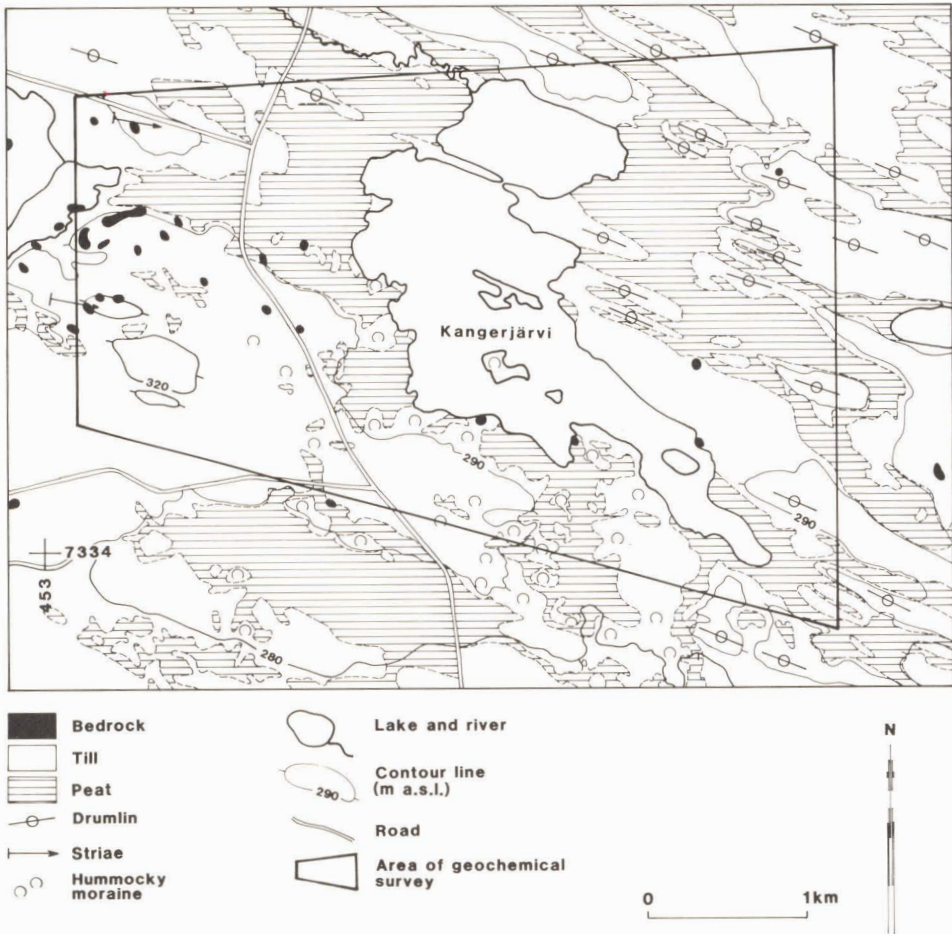 Kangerjärvi
320
290
290
7334
453
280
Bedrock
Till
Peat
Drumlin
Striae
Hummocky
moraine
Lake and river
Contour line
(m a.s.l.)
290
Road
Area of geochemical
survey
N
0 1km